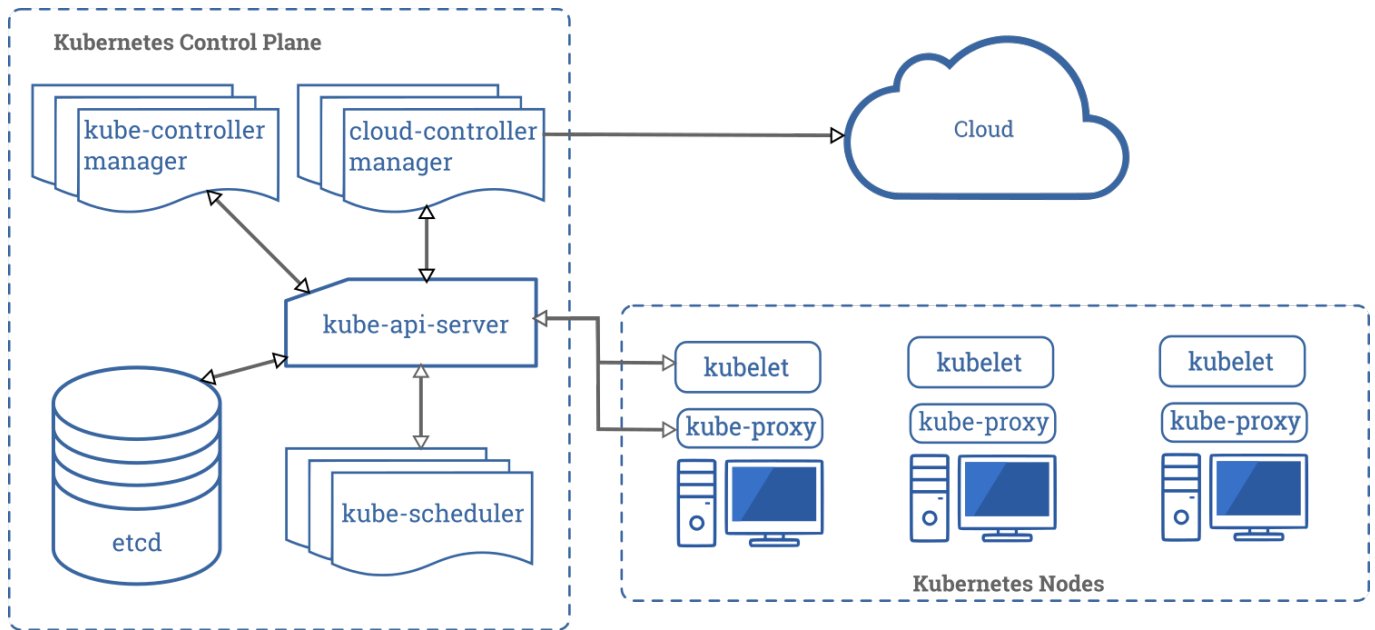 Kubernetes Control Plane
kube-controller
manager
cloud-controller
manager
Cloud
kube-api-server
kubelet
kubelet
kubelet
kube-proxy
kube-proxy
kube-proxy
kube-scheduler
etcd
Kubernetes Nodes